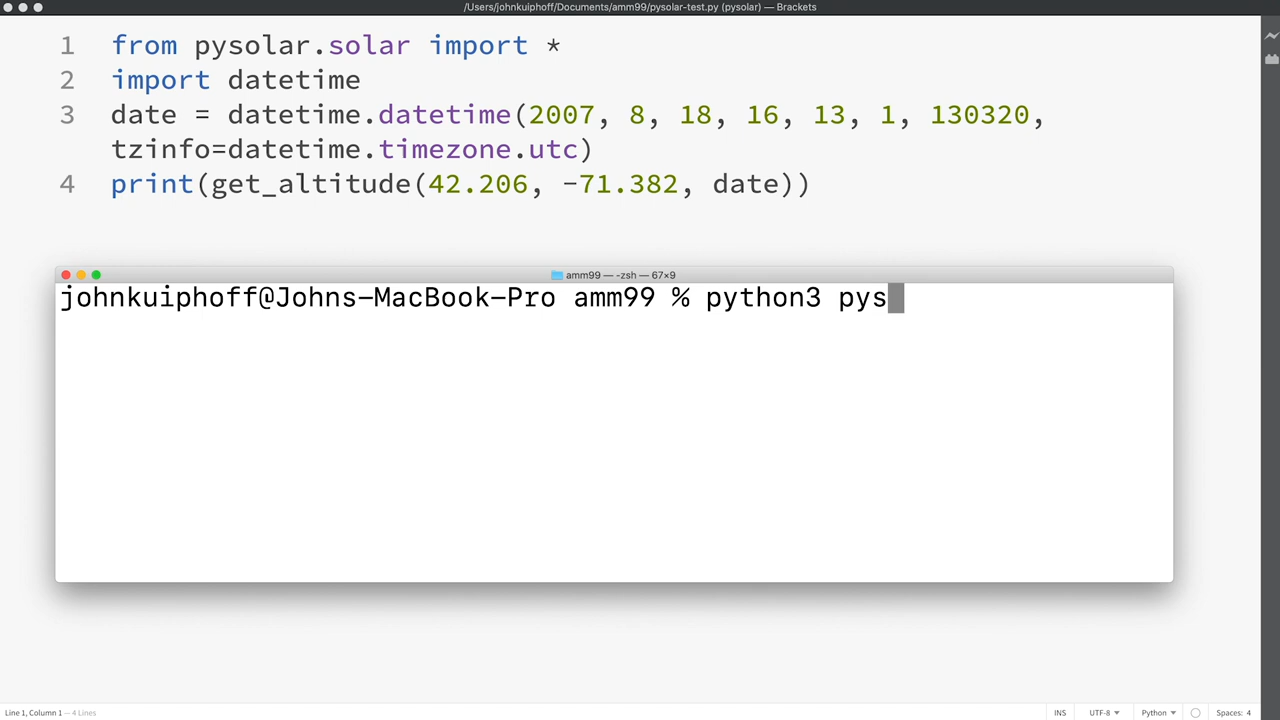 /Users/johnkuiphoff/Documents/amm99/pysolar-test.py (pysolar) — Brackets
1 from pysolar.solar import *
2 import datetime
3 date = datetime.datetime(2007, 8, 18, 16, 13, 1, 130320,
tzinfo=datetime.timezone.utc)
4 print(get_altitude(42.206, -71.382, date))
amm99 — -zsh — 67×9
johnkuiphoff@Johns-MacBook-Pro amm99 % python3 pys
Line 1, Column 1 — 4 Lines
INS UTF-8 Python Spaces: 4